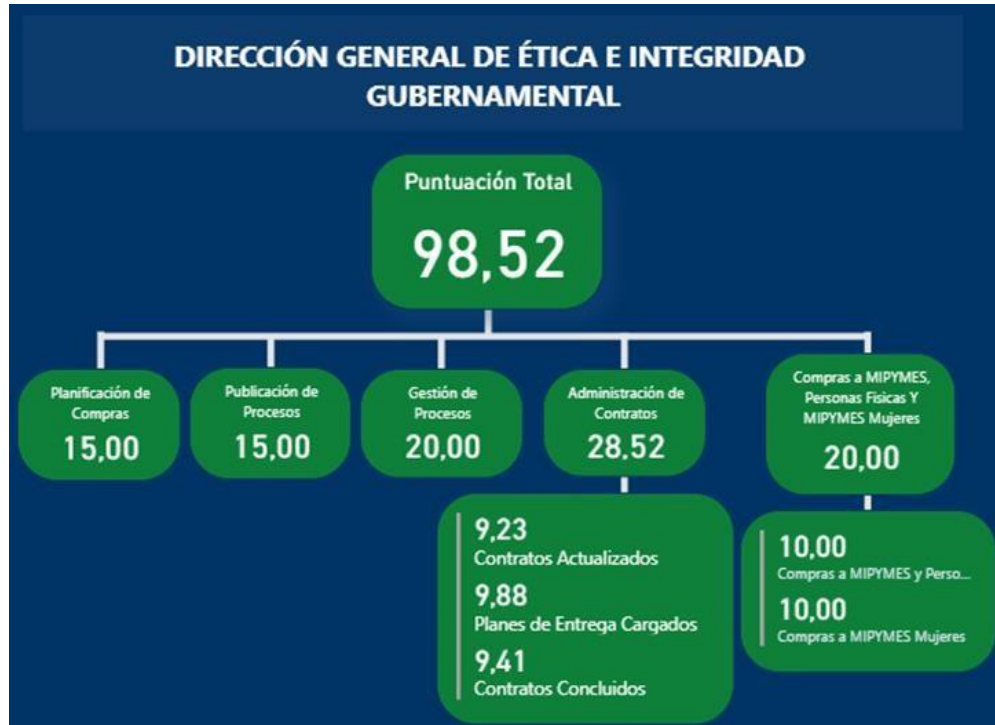 DIRECCIÓN GENERAL DE ÉTICA E INTEGRIDAD
GUBERNAMENTAL
Puntuación Total
98,52
Planificación de
Compras
15,00
Publicación de
Procesos
15,00
Gestión de
Procesos
20,00
Administración de
Contratos
28,52
Compras a MIPYMES,
Personas Fisicas Y
MIPYMES Mujeres
20,00
9,23
Contratos Actualizados
9,88
Planes de Entrega Cargados
9,41
Contratos Concluidos
10,00
Compras a MIPYMES y Perso...
10,00
Compras a MIPYMES Mujeres